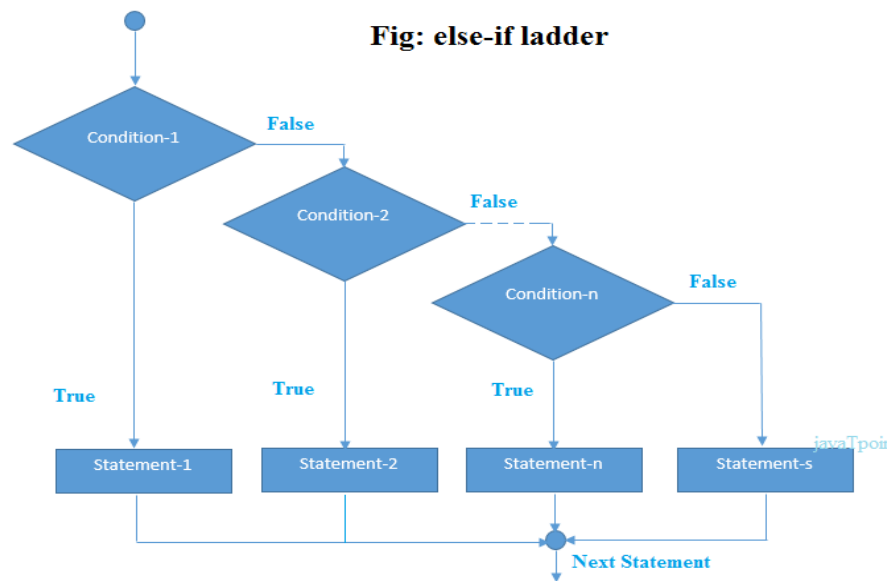 Fig: else-if ladder
Condition-1
False
Condition-2
False
Condition-n
False
True
True
True
javaTpoin
Statement-1
Statement-2
Statement-n
Statement-s
Next Statement